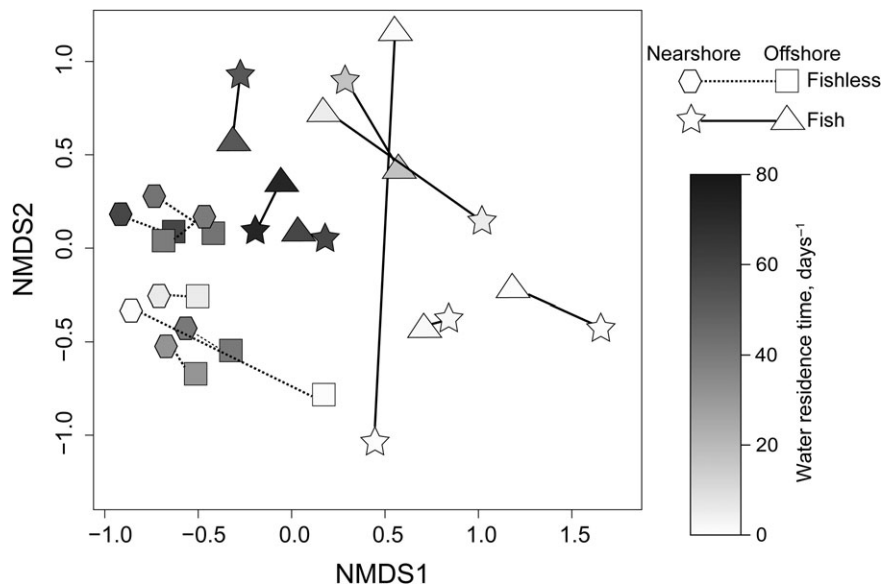 Nearshore Offshore
Fishless
Fish
1.0
0.5
0.0
−0.5
−1.0
NMDS2
−1.0 −0.5 0.0 0.5 1.0 1.5
NMDS1
80
60
40
20
0
Water residence time, days⁻¹